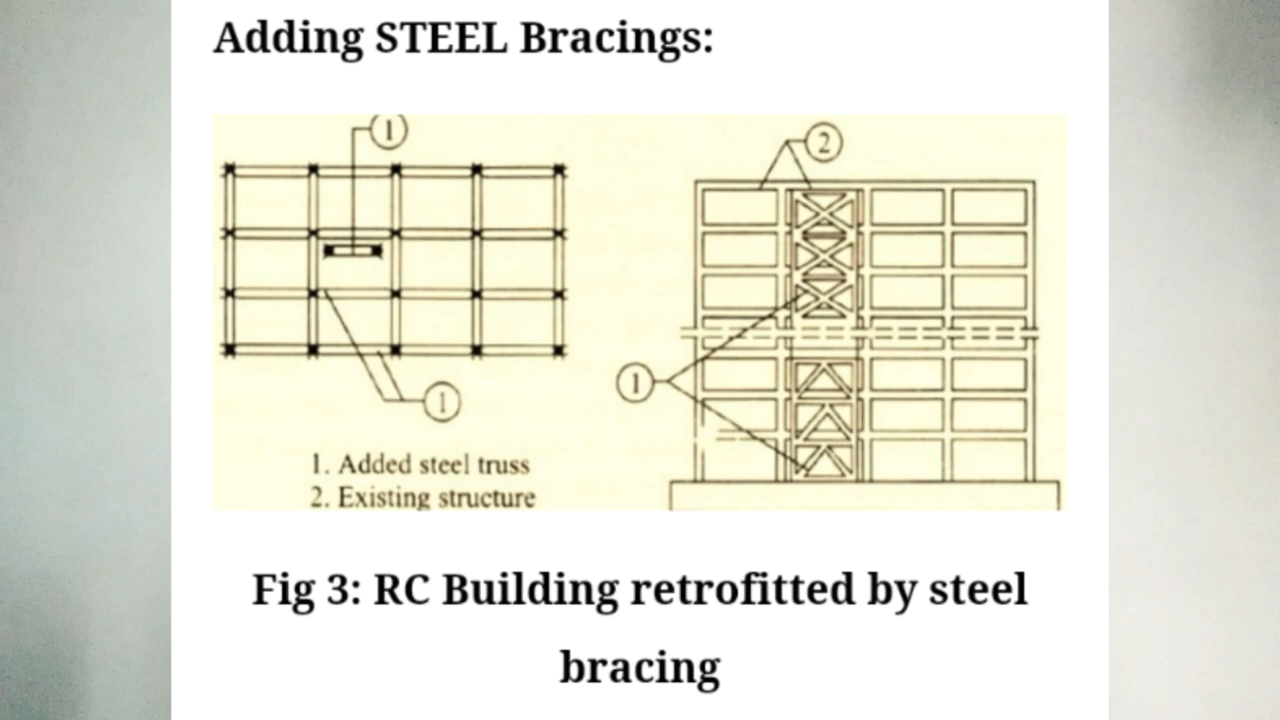 Adding STEEL Bracings:
1
2
1
1
1. Added steel truss
2. Existing structure
Fig 3: RC Building retrofitted by steel
bracing